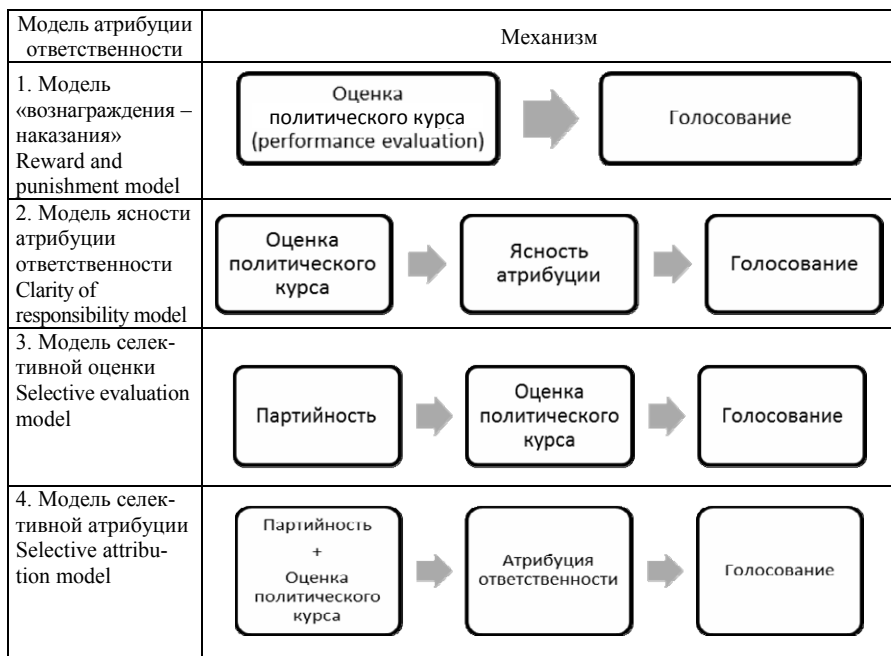 Модель атрибуции
ответственности
Механизм
1. Модель
«вознаграждения –
наказания»
Reward and
punishment model
Оценка
политического курса
(performance evaluation)
Голосование
2. Модель ясности
атрибуции
ответственности
Clarity of
responsibility model
Оценка
политического
курса
Ясность
атрибуции
Голосование
3. Модель селек-
тивной оценки
Selective evaluation
model
Партийность
Оценка
политического
курса
Голосование
4. Модель селек-
тивной атрибуции
Selective attribu-
tion model
Партийность
+
Оценка
политического
курса
Атрибуция
ответственности
Голосование